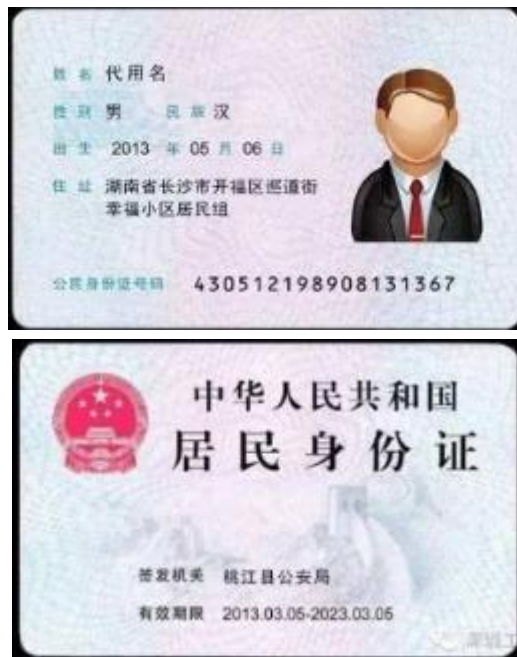 姓 名 代用名
性 别 男 民 族 汉
出 生 2013 年 05 月 06 日
住 址 湖南省长沙市开福区巡道街
幸福小区居民组
公民身份证号码 430512198908131367
中华人民共和国
居民身份证
签发机关 桃江县公安局
有效期限 2013.03.05-2023.03.05